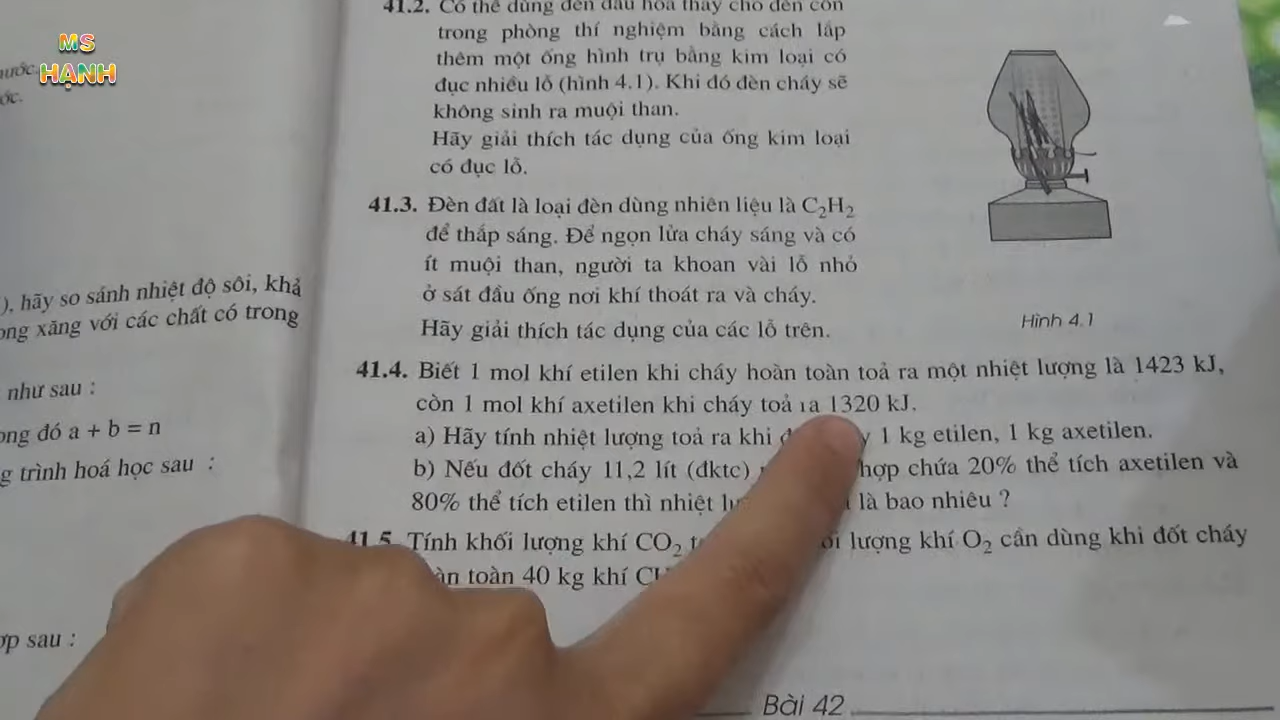 MS
HẠNH
nước.
ớc.
), hãy so sánh nhiệt độ sôi, khả
ong xăng với các chất có trong
như sau :
ong đó a + b = n
g trình hoá học sau :
ợp sau :
41.2. Có thể dùng đèn dầu hoả thay cho đèn cồn
trong phòng thí nghiệm bằng cách lắp
thêm một ống hình trụ bằng kim loại có
đục nhiều lỗ (hình 4.1). Khi đó đèn cháy sẽ
không sinh ra muội than.
Hãy giải thích tác dụng của ống kim loại
có đục lỗ.
41.3. Đèn đất là loại đèn dùng nhiên liệu là C₂H₂
để thắp sáng. Để ngọn lửa cháy sáng và có
ít muội than, người ta khoan vài lỗ nhỏ
ở sát đầu ống nơi khí thoát ra và cháy.
Hãy giải thích tác dụng của các lỗ trên.
Hình 4.1
41.4. Biết 1 mol khí etilen khi cháy hoàn toàn toả ra một nhiệt lượng là 1423 kJ,
còn 1 mol khí axetilen khi cháy toả ra 1320 kJ.
a) Hãy tính nhiệt lượng toả ra khi đ y 1 kg etilen, 1 kg axetilen.
b) Nếu đốt cháy 11,2 lít (đktc) hợp chứa 20% thể tích axetilen và
80% thể tích etilen thì nhiệt lư là bao nhiêu ?
41.5. Tính khối lượng khí CO₂ t ối lượng khí O₂ cần dùng khi đốt cháy
àn toàn 40 kg khí CH
Bài 42